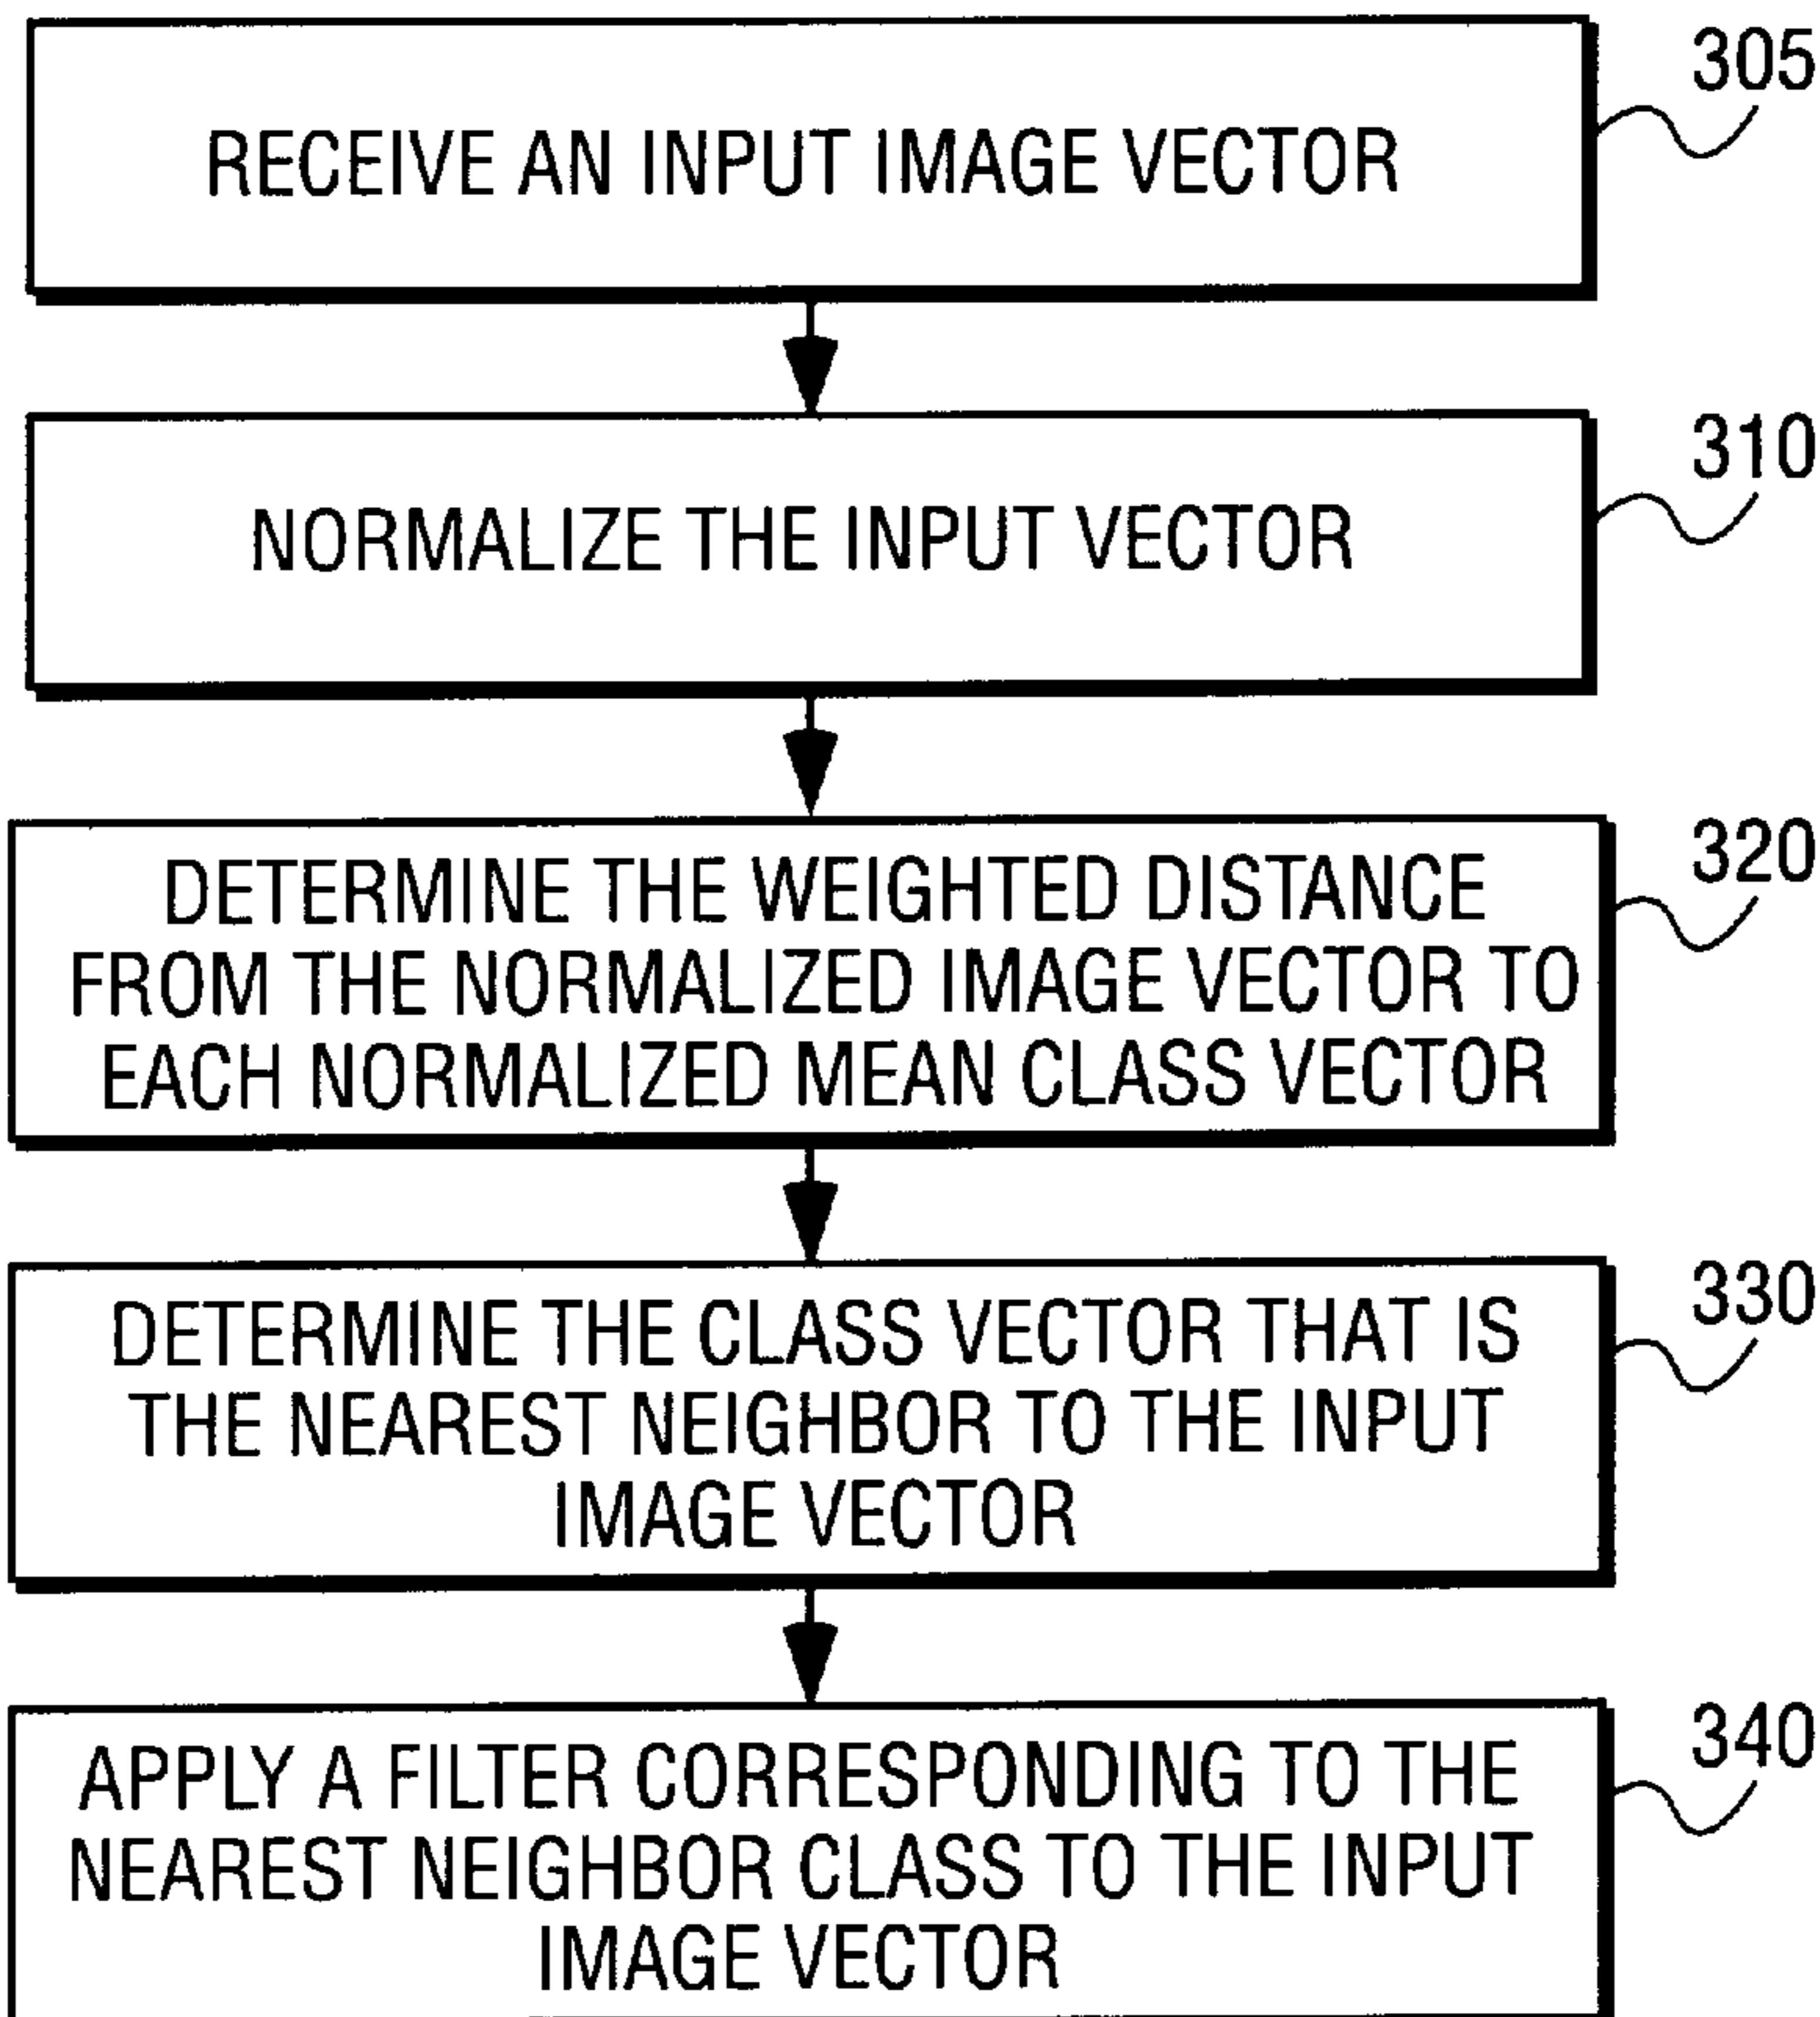 305
RECEIVE AN INPUT IMAGE VECTOR
310
NORMALIZE THE INPUT VECTOR
320
DETERMINE THE WEIGHTED DISTANCE
FROM THE NORMALIZED IMAGE VECTOR TO
EACH NORMALIZED MEAN CLASS VECTOR
330
DETERMINE THE CLASS VECTOR THAT IS
THE NEAREST NEIGHBOR TO THE INPUT
IMAGE VECTOR
340
APPLY A FILTER CORRESPONDING TO THE
NEAREST NEIGHBOR CLASS TO THE INPUT
IMAGE VECTOR